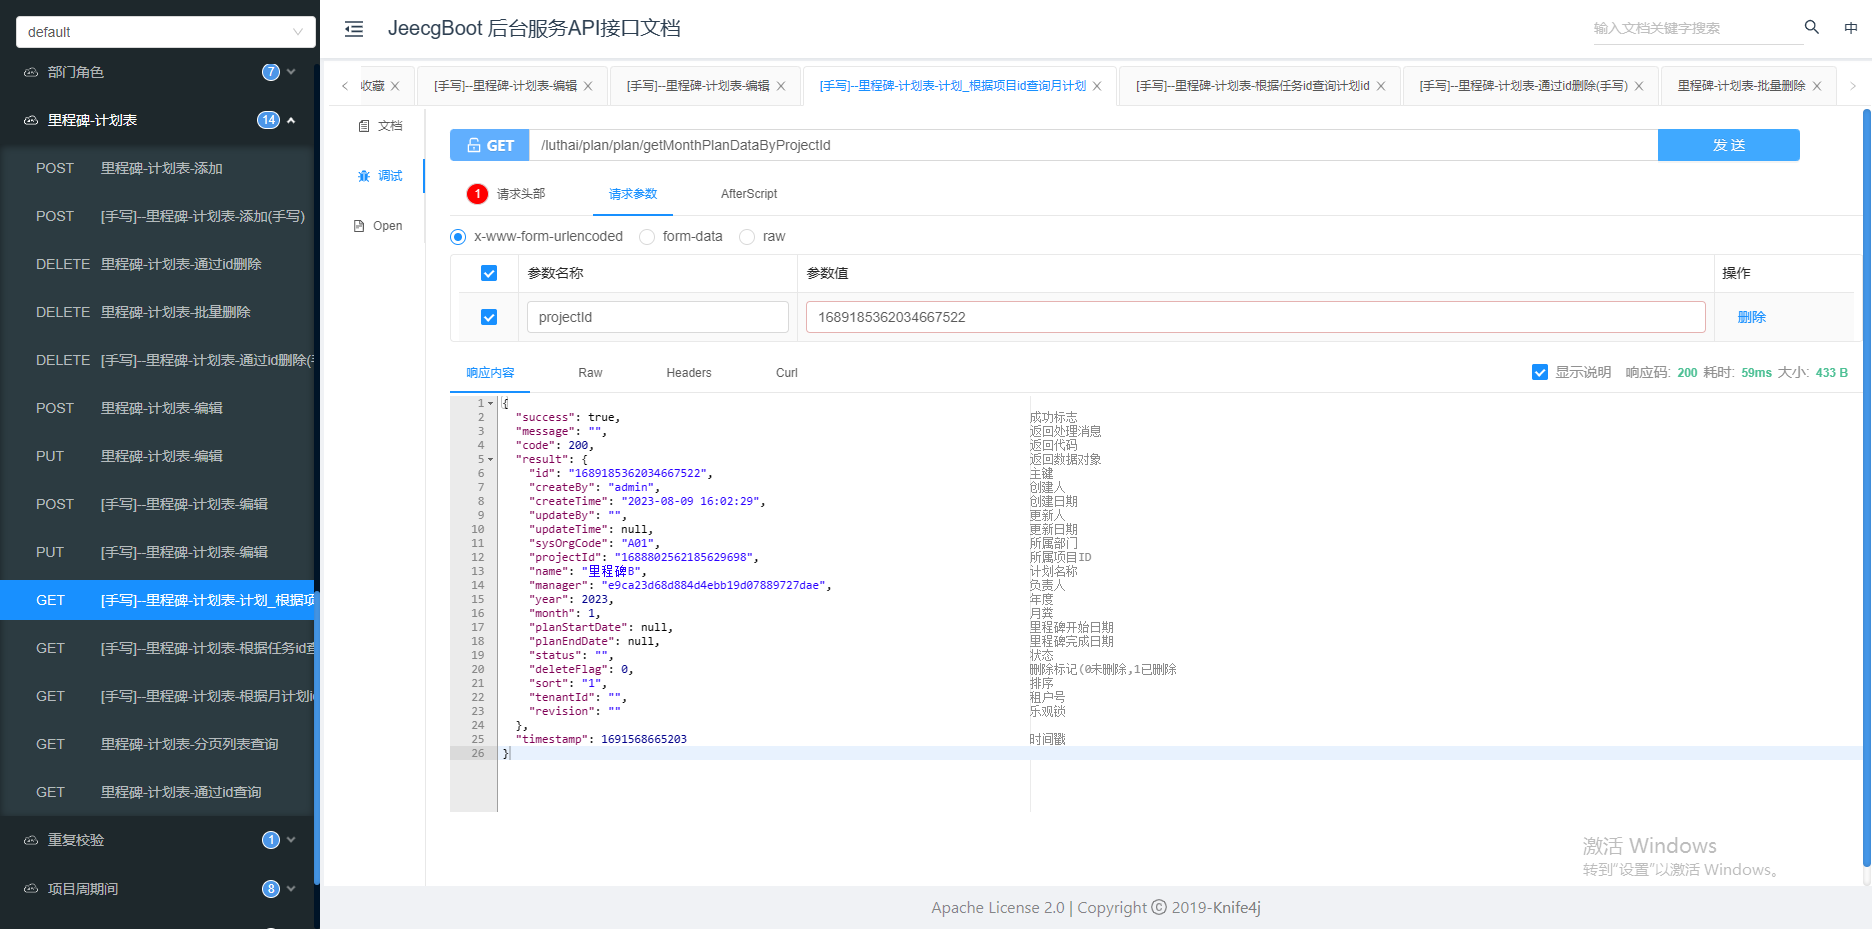 default
部门角色 7
里程碑-计划表 14
POST 里程碑-计划表-添加
POST [手写]--里程碑-计划表-添加(手写)
DELETE 里程碑-计划表-通过id删除
DELETE 里程碑-计划表-批量删除
DELETE [手写]--里程碑-计划表-通过id删除(手
POST 里程碑-计划表-编辑
PUT 里程碑-计划表-编辑
POST [手写]--里程碑-计划表-编辑
PUT [手写]--里程碑-计划表-编辑
GET [手写]--里程碑-计划表-计划_根据项
GET [手写]--里程碑-计划表-根据任务id查
GET [手写]--里程碑-计划表-根据月计划id
GET 里程碑-计划表-分页列表查询
GET 里程碑-计划表-通过id查询
重复校验 1
项目周期间 8
JeecgBoot 后台服务API接口文档
输入文档关键字搜索
中
收藏 [手写]--里程碑-计划表-编辑 [手写]--里程碑-计划表-编辑 [手写]--里程碑-计划表-计划_根据项目id查询月计划 [手写]--里程碑-计划表-根据任务id查询计划id [手写]--里程碑-计划表-通过id删除(手写) 里程碑-计划表-批量删除
文档
调试
Open
GET /luthai/plan/plan/getMonthPlanDataByProjectId 发 送
1 请求头部 请求参数 AfterScript
x-www-form-urlencoded form-data raw
参数名称 参数值 操作
projectId 1689185362034667522 删除
响应内容 Raw Headers Curl 显示说明 响应码: 200 耗时: 59ms 大小: 433 B
1 {
2 "success": true, 成功标志
3 "message": "", 返回处理消息
4 "code": 200, 返回代码
5 "result": { 返回数据对象
6 "id": "1689185362034667522", 主键
7 "createBy": "admin", 创建人
8 "createTime": "2023-08-09 16:02:29", 创建日期
9 "updateBy": "", 更新人
10 "updateTime": null, 更新日期
11 "sysOrgCode": "A01", 所属部门
12 "projectId": "1688802562185629698", 所属项目ID
13 "name": "里程碑B", 计划名称
14 "manager": "e9ca23d68d884d4ebb19d07889727dae", 负责人
15 "year": 2023, 年度
16 "month": 1, 月粪
17 "planStartDate": null, 里程碑开始日期
18 "planEndDate": null, 里程碑完成日期
19 "status": "", 状态
20 "deleteFlag": 0, 删除标记(0未删除,1已删除
21 "sort": "1", 排序
22 "tenantId": "", 租户号
23 "revision": "" 乐观锁
24 },
25 "timestamp": 1691568665203 时间戳
26 }
激活 Windows
转到"设置"以激活 Windows。
Apache License 2.0 | Copyright © 2019-Knife4j